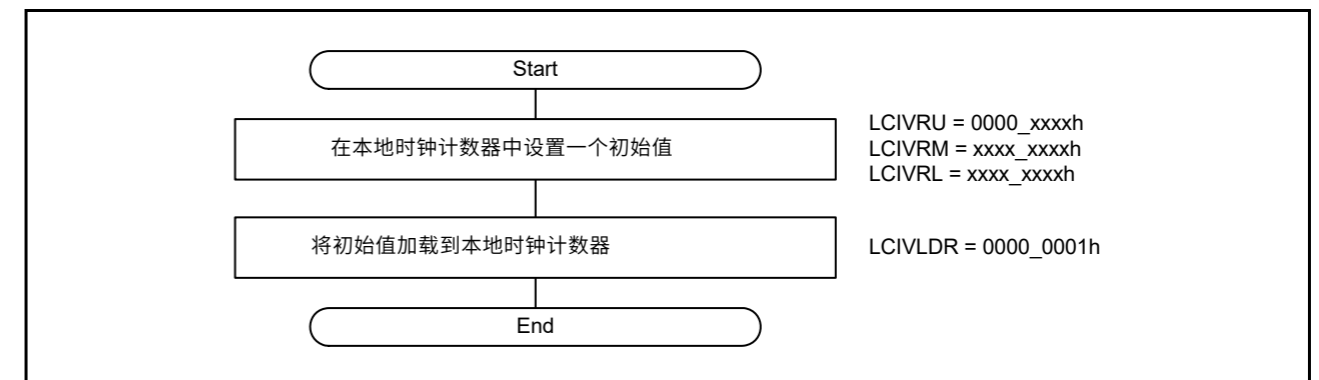 Start
在本地时钟计数器中设置一个初始值
LCIVRU = 0000_xxxxh
LCIVRM = xxxx_xxxxh
LCIVRL = xxxx_xxxxh
将初始值加载到本地时钟计数器
LCIVLDR = 0000_0001h
End